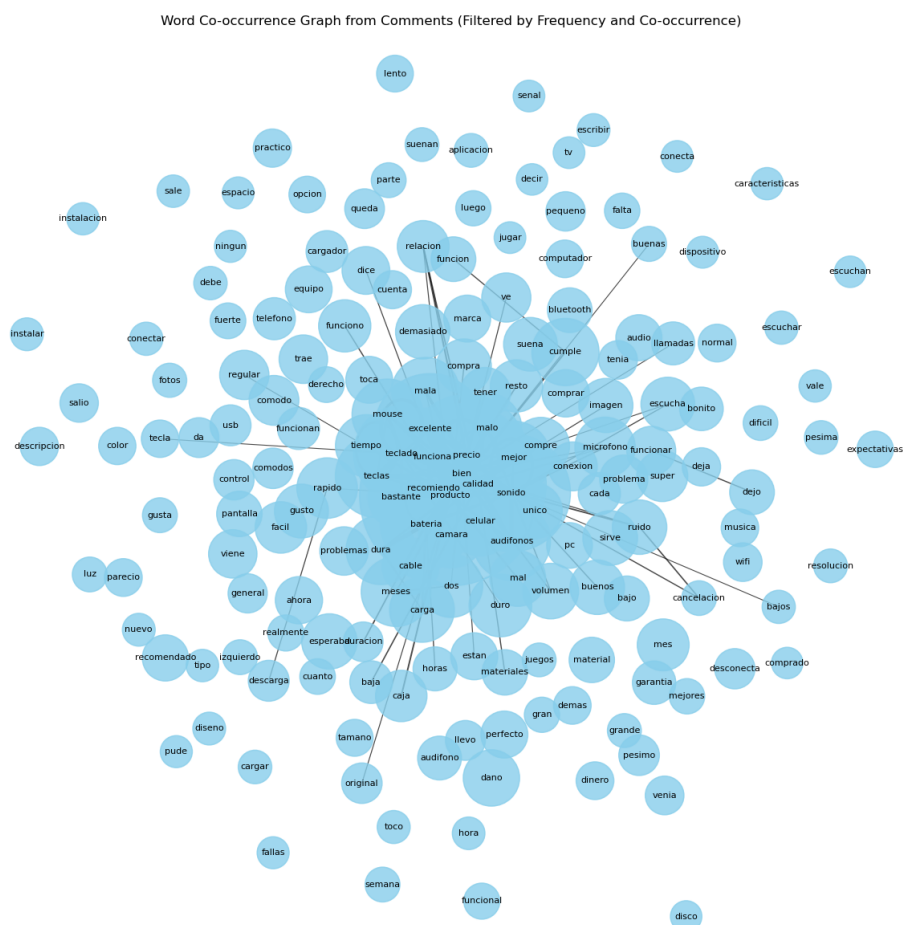 Word Co-occurrence Graph from Comments (Filtered by Frequency and Co-occurrence)
lento
senal
escribir
practico
suenan
aplicacion
tv
conecta
parte
decir
caracteristicas
sale
espacio
opcion
queda
luego
pequeno
falta
instalacion
jugar
ningun
cargador
relacion
funcion
computador
buenas
dispositivo
dice
escuchan
debe
equipo
cuenta
ve
bluetooth
fuerte
telefono
funciono
demasiado
marca
instalar
conectar
suena
cumple
audio
llamadas
normal
escuchar
trae
tenia
compra
fotos
regular
derecho
toca
resto
vale
salio
comodo
mala
tener
comprar
imagen
escucha
bonito
mouse
usb
funcionan
excelente
malo
dificil
pesima
descripcion
color
tecla
da
tiempo
teclado
funciona
precio
mejor
compre
microfono
funcionar
expectativas
comodos
conexion
deja
control
teclas
bien
problema
super
rapido
recomiendo
calidad
bastante
producto
sonido
cada
dejo
gusta
pantalla
gusto
unico
facil
bateria
celular
ruido
musica
camara
sirve
audifonos
viene
problemas
dura
pc
wifi
luz
parecio
cable
mal
resolucion
general
ahora
meses
dos
volumen
buenos
bajo
cancelacion
carga
duro
bajos
nuevo
realmente
esperaba
duracion
mes
recomendado
tipo
izquierdo
estan
juegos
material
descarga
cuanto
baja
horas
materiales
desconecta
comprado
caja
garantia
mejores
demas
gran
diseno
grande
pude
tamano
llevo
perfecto
audifono
pesimo
cargar
original
dano
dinero
venia
toco
hora
fallas
semana
funcional
disco